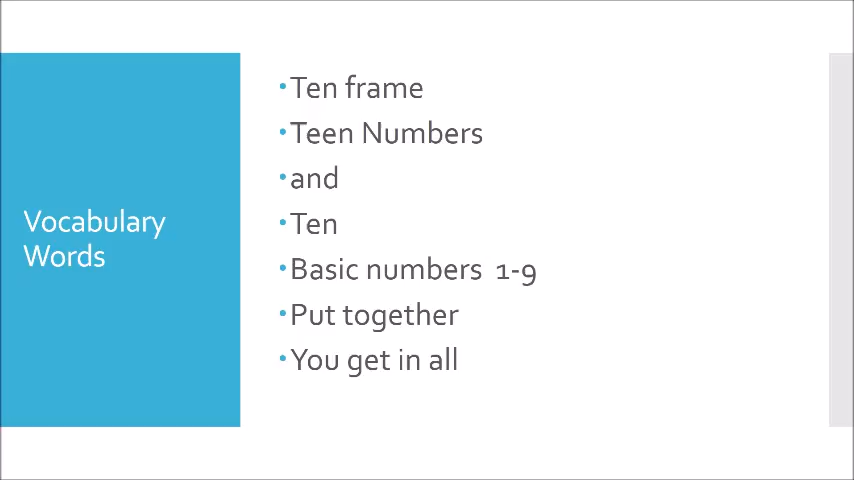 Vocabulary
Words
•Ten frame
•Teen Numbers
•and
•Ten
•Basic numbers  1-9
•Put together
•You get in all